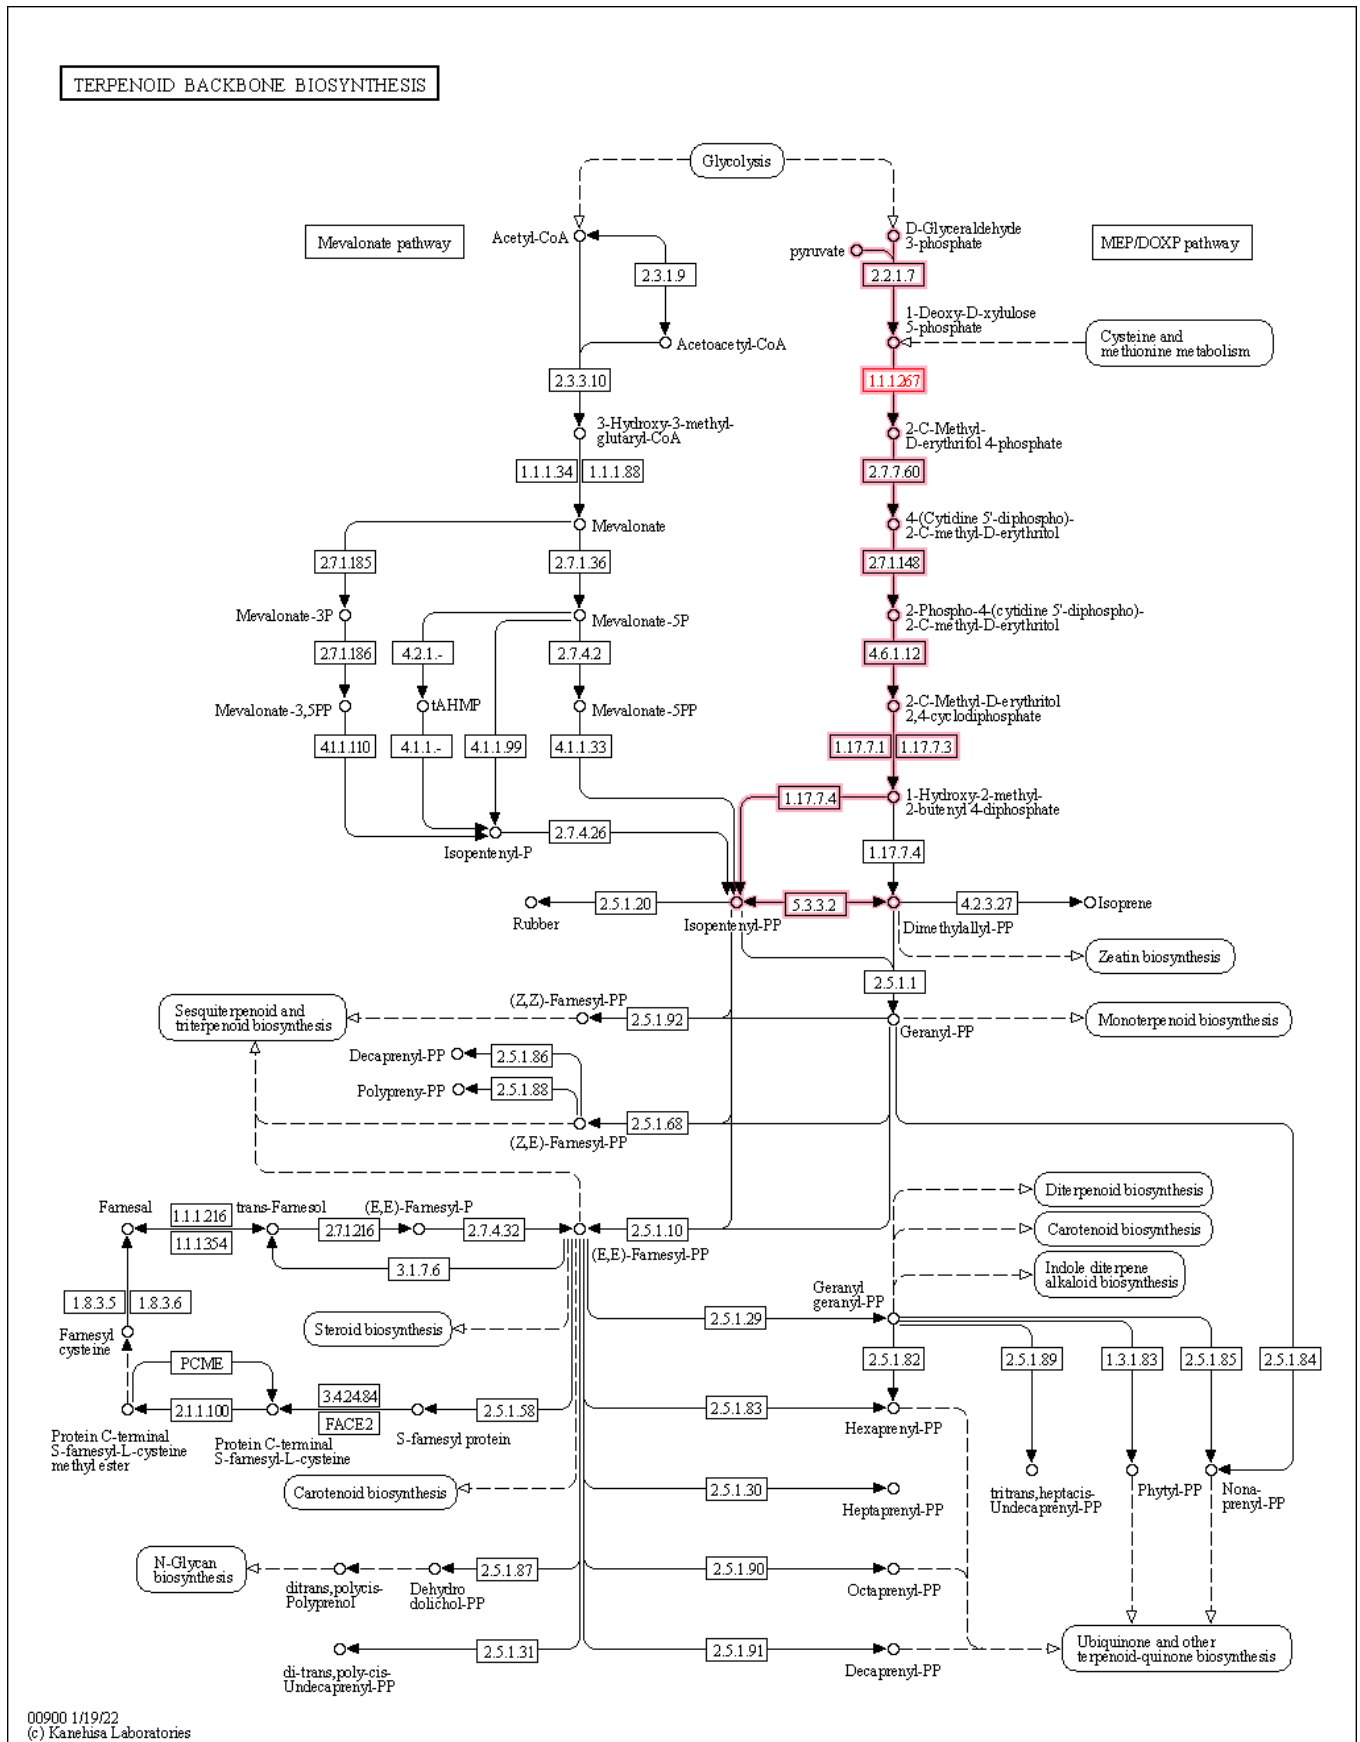 TERPENOID BACKBONE BIOSYNTHESIS
Glycolysis
Mevalonate pathway
Acetyl-CoA
D-Glyceraldehyde
3-phosphate
pyruvate
MEP/DOXP pathway
2.3.1.9
2.2.1.7
1-Deoxy-D-xylulose
5-phosphate
Acetoacetyl-CoA
Cysteine and
methionine metabolism
2.3.3.10
1.1.1.267
3-Hydroxy-3-methyl-
glutaryl-CoA
2-C-Methyl-
D-erythritol 4-phosphate
1.1.1.34
1.1.1.88
2.7.7.60
Mevalonate
4-(Cytidine 5'-diphospho)-
2-C-methyl-D-erythritol
2.7.1.185
2.7.1.36
2.7.1.148
Mevalonate-3P
Mevalonate-5P
2-Phospho-4-(cytidine 5'-diphospho)-
2-C-methyl-D-erythritol
2.7.1.186
4.2.1.-
2.7.4.2
4.6.1.12
Mevalonate-3,5PP
tAHMP
Mevalonate-5PP
2-C-Methyl-D-erythritol
2,4-cyclodiphosphate
4.1.1.110
4.1.1.-
4.1.1.99
4.1.1.33
1.17.7.1
1.17.7.3
1.17.7.4
1-Hydroxy-2-methyl-
2-butenyl 4-diphosphate
Isopentenyl-P
2.7.4.26
1.17.7.4
Rubber
2.5.1.20
Isopentenyl-PP
5.3.3.2
Dimethylallyl-PP
4.2.3.27
Isoprene
Zeatin biosynthesis
2.5.1.1
Sesquiterpenoid and
triterpenoid biosynthesis
(Z,Z)-Farnesyl-PP
2.5.1.92
Geranyl-PP
Monoterpenoid biosynthesis
Decaprenyl-PP
2.5.1.86
Polypreny-PP
2.5.1.88
(Z,E)-Farnesyl-PP
2.5.1.68
Diterpenoid biosynthesis
Farnesal
1.1.1.216
1.1.1.354
trans-Farnesol
2.7.1.216
(E,E)-Farnesyl-P
2.7.4.32
(E,E)-Farnesyl-PP
2.5.1.10
Carotenoid biosynthesis
3.1.7.6
Indole diterpene
alkaloid biosynthesis
1.8.3.5
1.8.3.6
Geranyl
geranyl-PP
Farnesyl
cysteine
Steroid biosynthesis
2.5.1.29
PCME
2.5.1.82
2.5.1.89
1.3.1.83
2.5.1.85
2.5.1.84
2.1.1.100
3.4.24.84
FACE2
2.5.1.58
2.5.1.83
Protein C-terminal
S-farnesyl-L-cysteine
methyl ester
Protein C-terminal
S-farnesyl-L-cysteine
S-farnesyl protein
Hexaprenyl-PP
Carotenoid biosynthesis
2.5.1.30
Heptaprenyl-PP
tritrans,heptacis-
Undecaprenyl-PP
Phytyl-PP
Nona-
prenyl-PP
N-Glycan
biosynthesis
ditrans,polycis-
Polyprenol
Dehydro
dolichol-PP
2.5.1.87
2.5.1.90
Octaprenyl-PP
di-trans,poly-cis-
Undecaprenyl-PP
2.5.1.31
2.5.1.91
Decaprenyl-PP
Ubiquinone and other
terpenoid-quinone biosynthesis
00900 1/19/22
(c) Kanehisa Laboratories